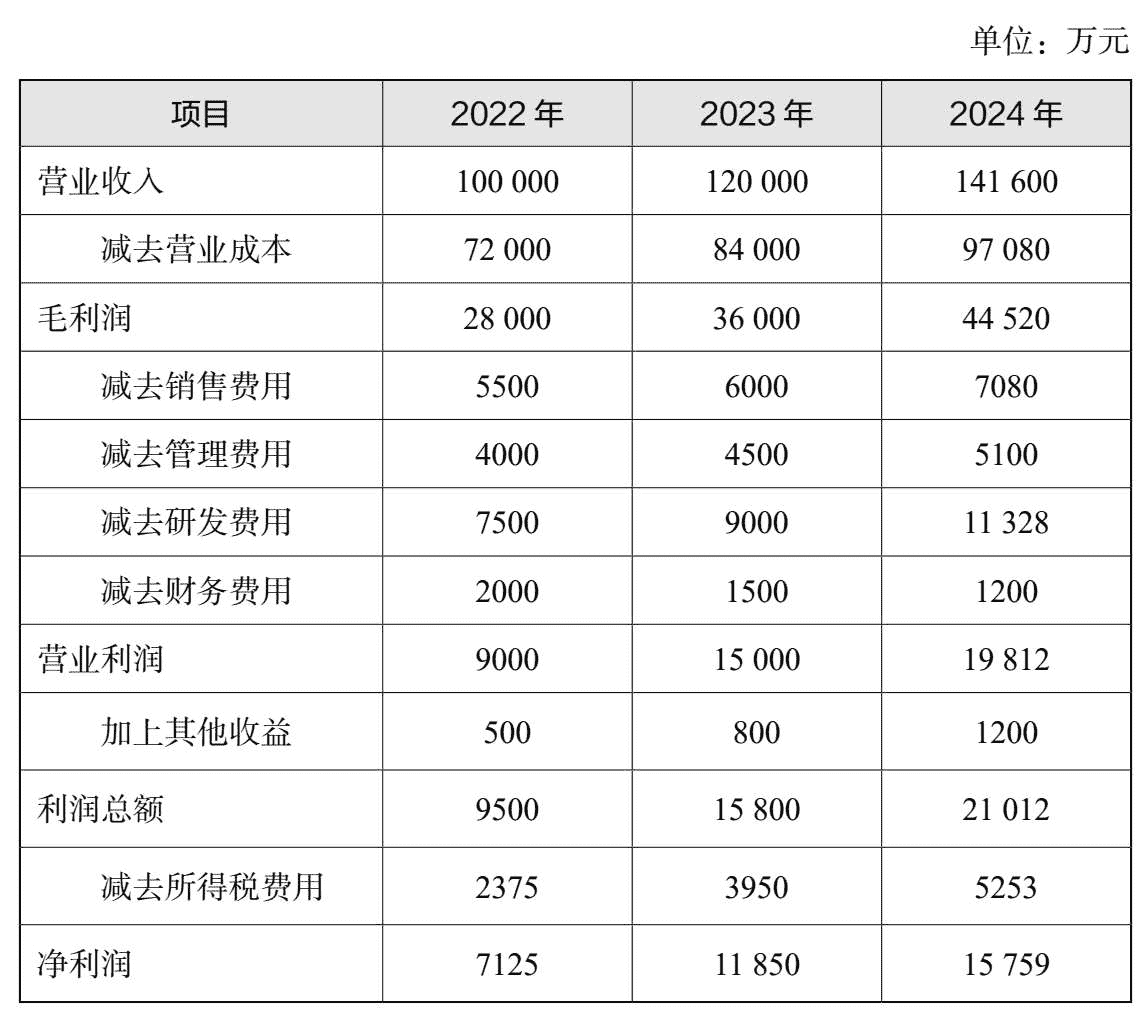 单位：万元
项目 2022 年 2023 年 2024 年
营业收入 100 000 120 000 141 600
减去营业成本 72 000 84 000 97 080
毛利润 28 000 36 000 44 520
减去销售费用 5500 6000 7080
减去管理费用 4000 4500 5100
减去研发费用 7500 9000 11 328
减去财务费用 2000 1500 1200
营业利润 9000 15 000 19 812
加上其他收益 500 800 1200
利润总额 9500 15 800 21 012
减去所得税费用 2375 3950 5253
净利润 7125 11 850 15 759